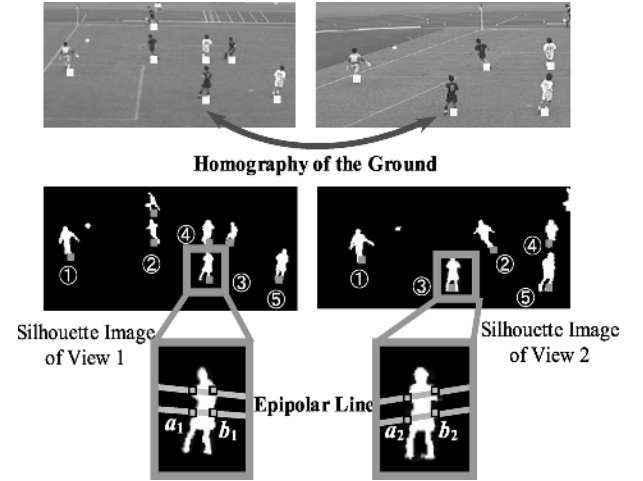 Homography of the Ground
① ② ④ ③ ⑤
① ③ ② ④ ⑤
Silhouette Image
of View 1
Silhouette Image
of View 2
Epipolar Line
a1 b1
a2 b2